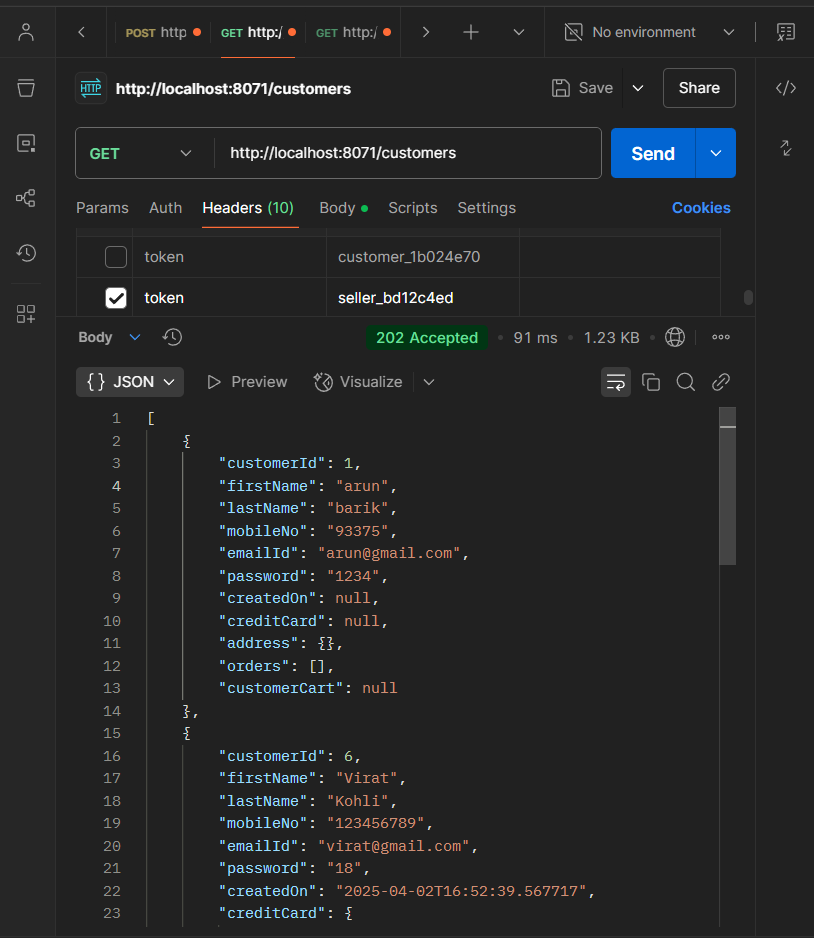 POST http
GET http:/
GET http:/
No environment
HTTP http://localhost:8071/customers
Save
Share
GET http://localhost:8071/customers
Send
Params Auth Headers (10) Body Scripts Settings Cookies
token customer_1b024e70
token seller_bd12c4ed
Body 202 Accepted 91 ms 1.23 KB
{} JSON Preview Visualize
1 [
2 {
3 "customerId": 1,
4 "firstName": "arun",
5 "lastName": "barik",
6 "mobileNo": "93375",
7 "emailId": "arun@gmail.com",
8 "password": "1234",
9 "createdOn": null,
10 "creditCard": null,
11 "address": {},
12 "orders": [],
13 "customerCart": null
14 },
15 {
16 "customerId": 6,
17 "firstName": "Virat",
18 "lastName": "Kohli",
19 "mobileNo": "123456789",
20 "emailId": "virat@gmail.com",
21 "password": "18",
22 "createdOn": "2025-04-02T16:52:39.567717",
23 "creditCard": {